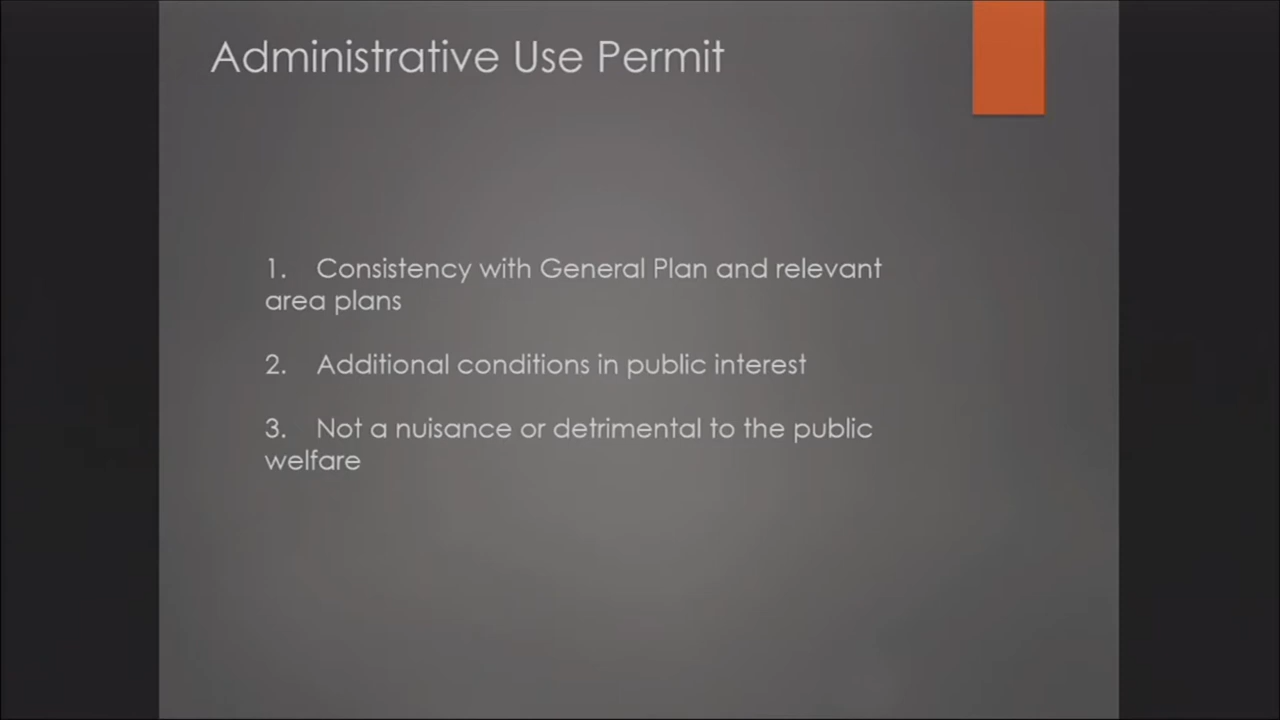 Administrative Use Permit
1. Consistency with General Plan and relevant
area plans
2. Additional conditions in public interest
3. Not a nuisance or detrimental to the public
welfare